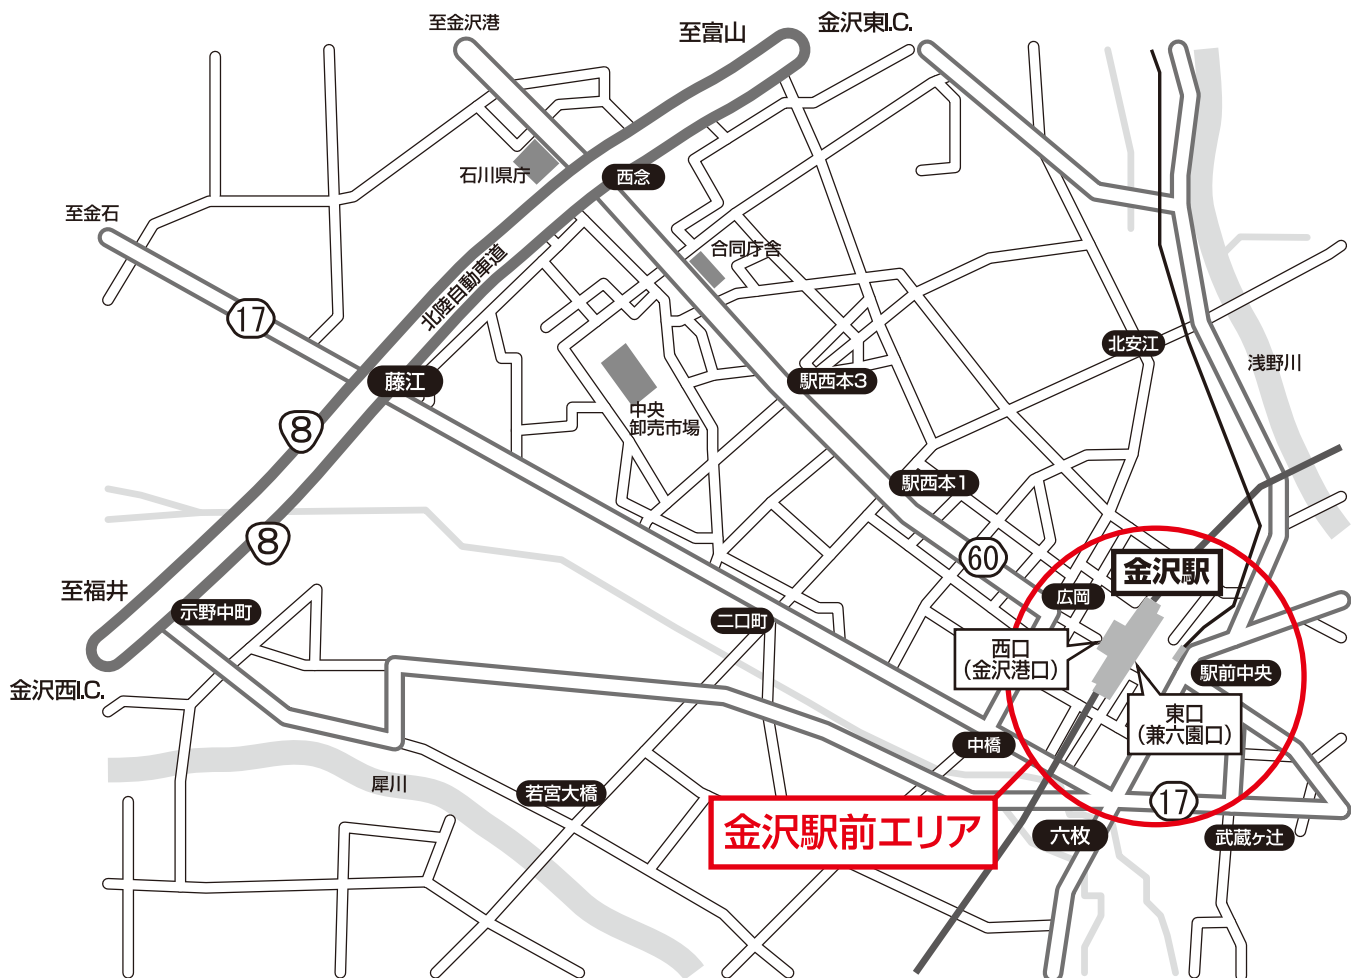 至金沢港
至富山
金沢東I.C.
石川県庁
西念
至金石
合同庁舎
北陸自動車道
17
北安江
浅野川
藤江
駅西本3
中央
卸売市場
8
駅西本1
8
60
金沢駅
至福井
示野中町
広岡
二口町
西口
(金沢港口)
駅前中央
金沢西I.C.
東口
(兼六園口)
中橋
犀川
若宮大橋
17
金沢駅前エリア
六枚
武蔵ヶ辻